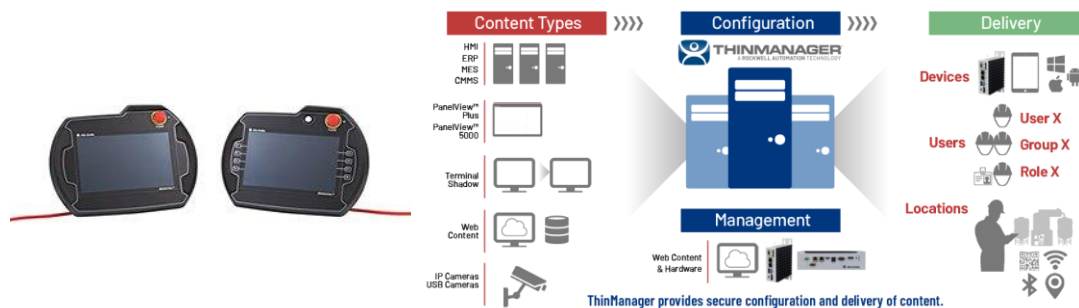 Content Types
Configuration
Delivery
HMI
ERP
MES
CMMS
PanelView™
Plus
PanelView™
5000
Terminal
Shadow
Web
Content
IP Cameras
USB Cameras
THINMANAGER®
A ROCKWELL AUTOMATION TECHNOLOGY
Management
Web Content
& Hardware
Devices
Users
User X
Group X
Role X
Locations
ThinManager provides secure configuration and delivery of content.